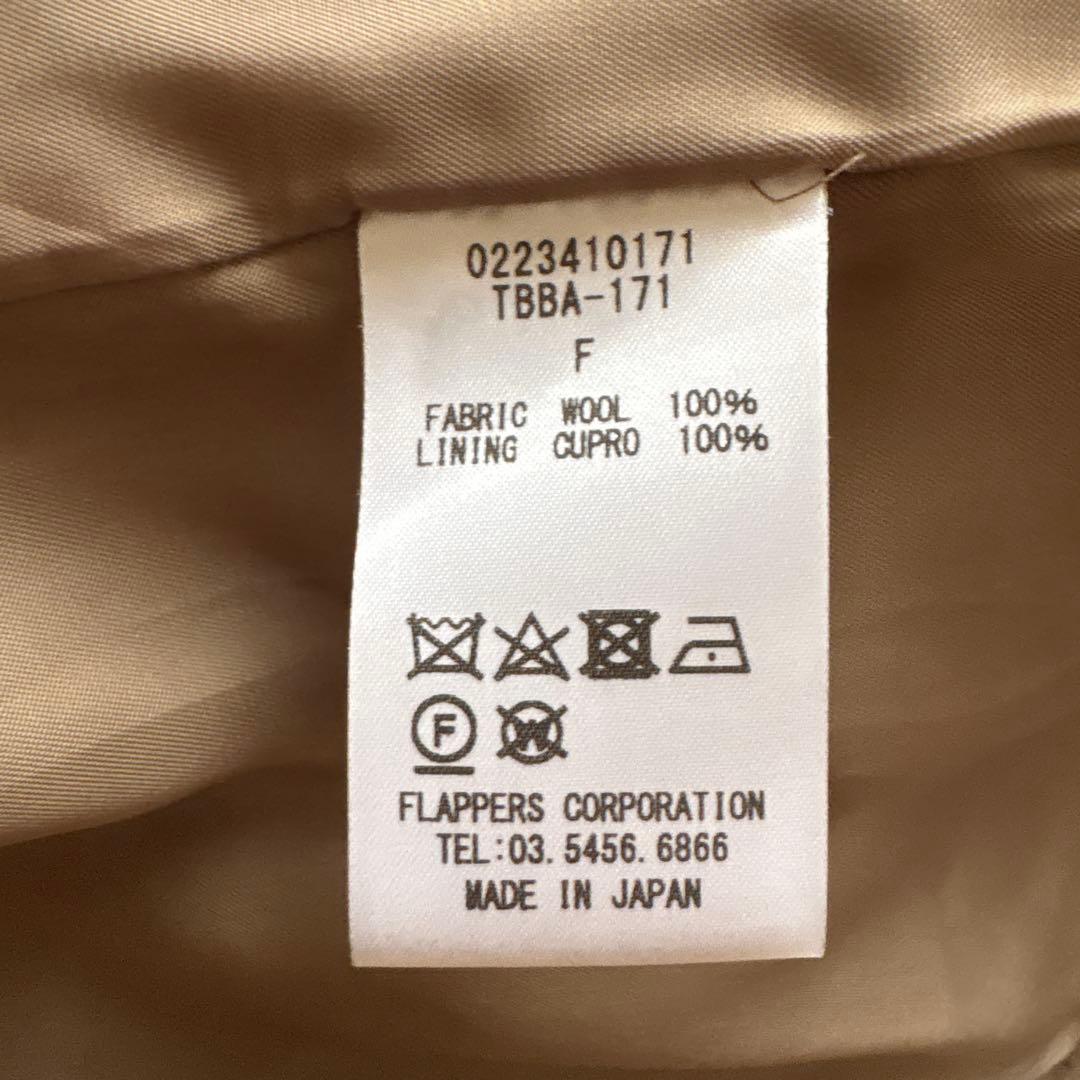 0223410171
TBBA-171
F
FABRIC WOOL 100%
LINING CUPRO 100%
F W
FLAPPERS CORPORATION
TEL:03.5456.6866
MADE IN JAPAN